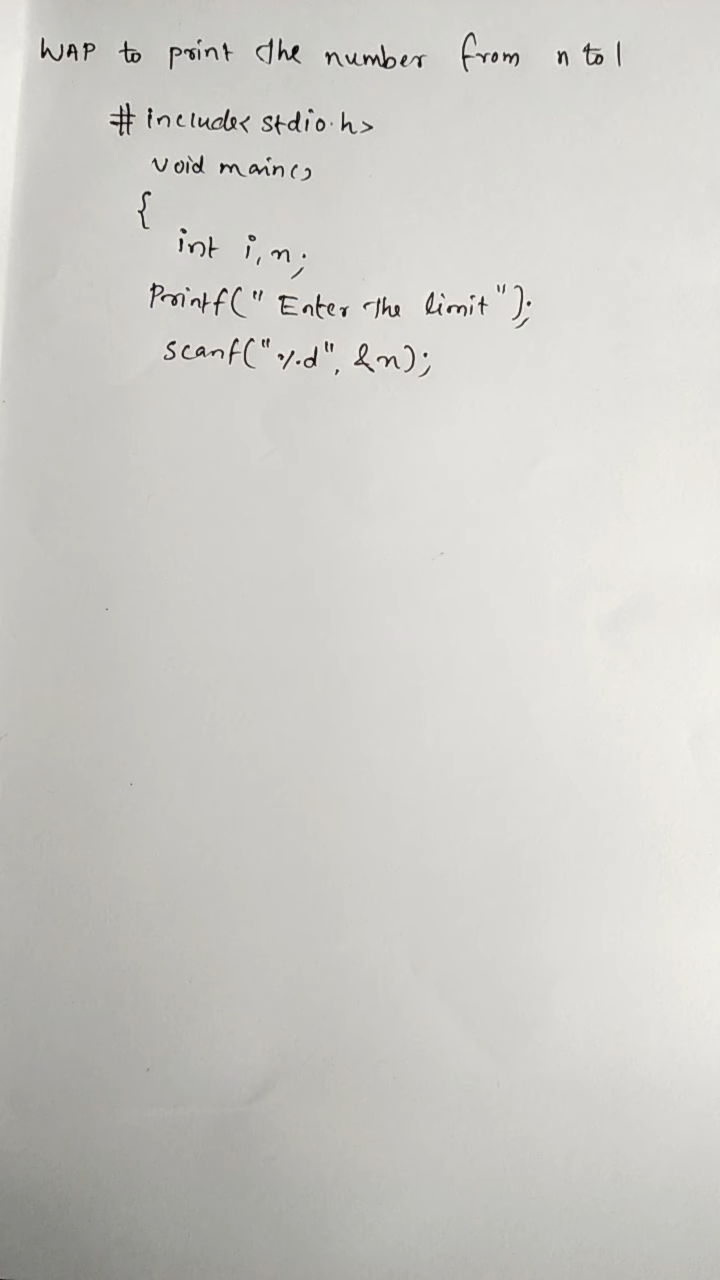 WAP to print the number from n to 1
#include<stdio.h>
void main()
{
int i,n;
Printf("Enter the limit");
scanf("%d", &n);